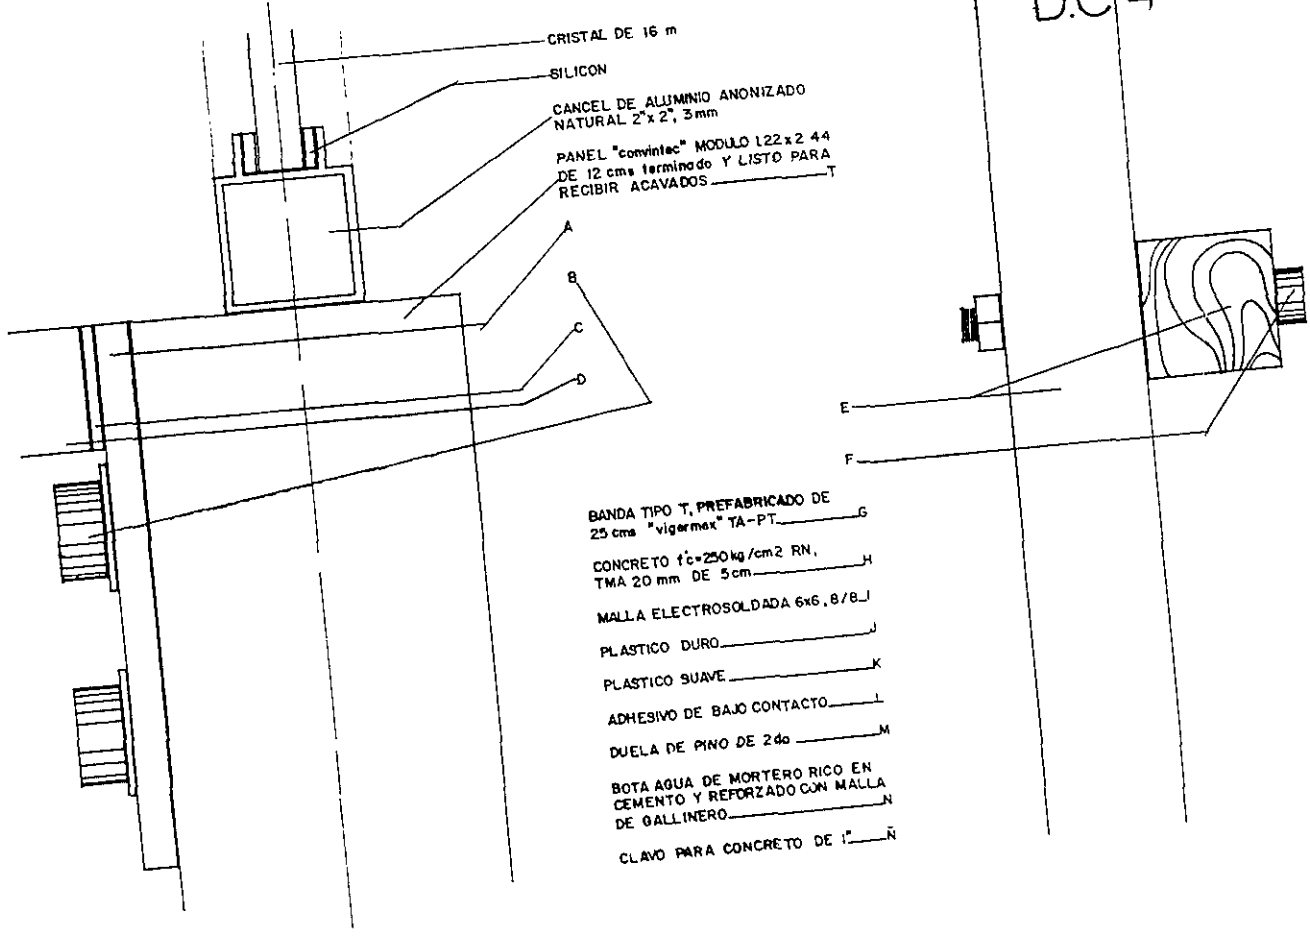 D.C 4
CRISTAL DE 16 m
SILICON
CANCEL DE ALUMINIO ANONIZADO
NATURAL 2"x 2", 3mm
PANEL "convintec" MODULO 1.22 x 2 44
DE 12 cms terminado Y LISTO PARA
RECIBIR ACAVADOS T
A
B
C
D
E
F
BANDA TIPO T, PREFABRICADO DE
25 cms "vigermex" TA-PT G
CONCRETO f'c=250 kg/cm2 RN,
TMA 20 mm DE 5cm H
MALLA ELECTROSOLDADA 6x6, 8/8 I
PLASTICO DURO J
PLASTICO SUAVE K
ADHESIVO DE BAJO CONTACTO L
DUELA DE PINO DE 2da M
BOTA AGUA DE MORTERO RICO EN
CEMENTO Y REFORZADO CON MALLA
DE GALLINERO N
CLAVO PARA CONCRETO DE 1" Ñ